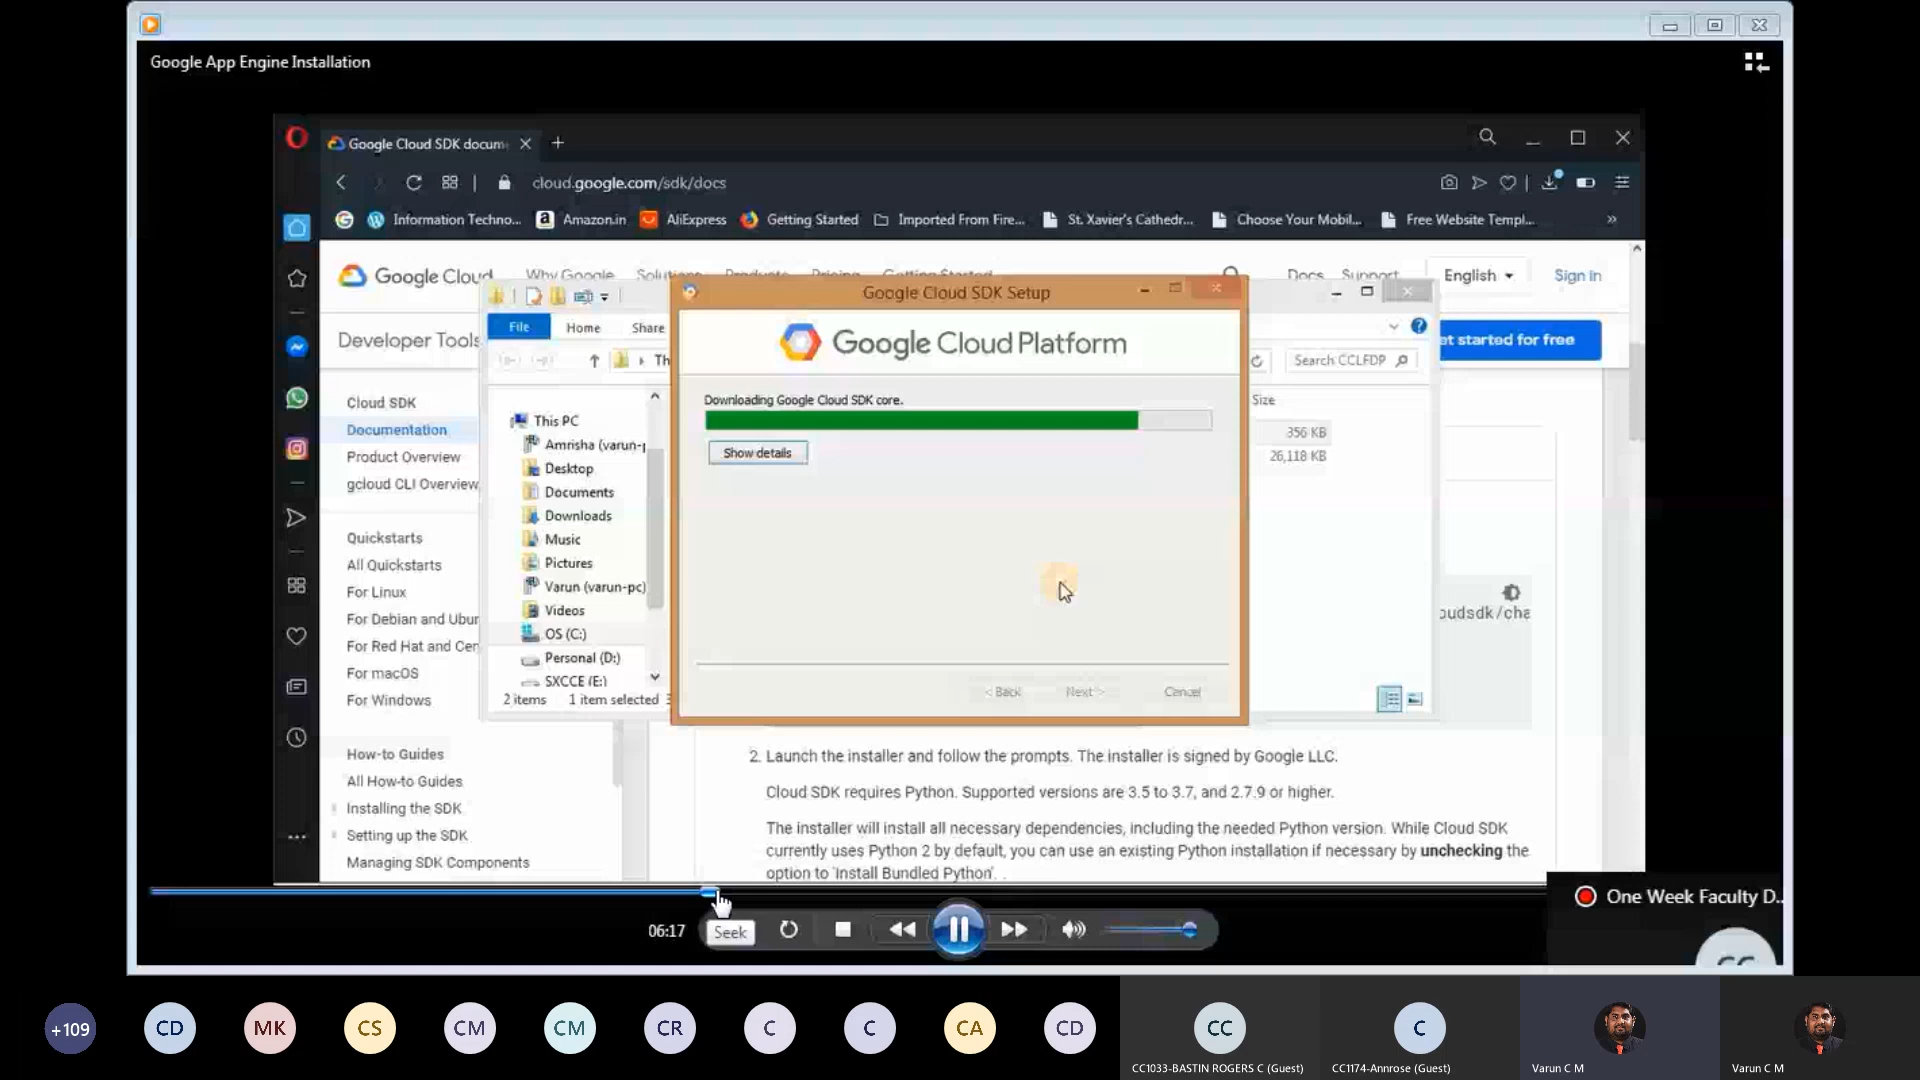 Google App Engine Installation
Google Cloud SDK docum
cloud.google.com/sdk/docs
Information Techno...
Amazon.in
AliExpress
Getting Started
Imported From Fire...
St. Xavier's Cathedr...
Choose Your Mobil...
Free Website Templ...
»
Google Cloud
Why Google
Solutions
Products
Pricing
Getting Started
Docs
Support
English
Sign in
Developer Tools
et started for free
Cloud SDK
Documentation
Product Overview
gcloud CLI Overview
Quickstarts
All Quickstarts
For Linux
For Debian and Ubur
For Red Hat and Cer
For macOS
For Windows
How-to Guides
All How-to Guides
Installing the SDK
Setting up the SDK
Managing SDK Components
File
Home
Share
Th
Search CCLFDP
This PC
Amrisha (varun-p
Desktop
Documents
Downloads
Music
Pictures
Varun (varun-pc)
Videos
OS (C:)
Personal (D:)
SXCCE (E:)
2 items
1 item selected
Size
356 KB
26,118 KB
Google Cloud SDK Setup
Google Cloud Platform
Downloading Google Cloud SDK core.
Show details
< Back
Next >
Cancel
oudsdk/cha
2. Launch the installer and follow the prompts. The installer is signed by Google LLC.
Cloud SDK requires Python. Supported versions are 3.5 to 3.7, and 2.7.9 or higher.
The installer will install all necessary dependencies, including the needed Python version. While Cloud SDK
currently uses Python 2 by default, you can use an existing Python installation if necessary by unchecking the
option to 'Install Bundled Python'. .
06:17
Seek
One Week Faculty D...
CC
+109
CD
MK
CS
CM
CM
CR
C
C
CA
CD
CC
CC1033-BASTIN ROGERS C (Guest)
C
CC1174-Annrose (Guest)
Varun C M
Varun C M